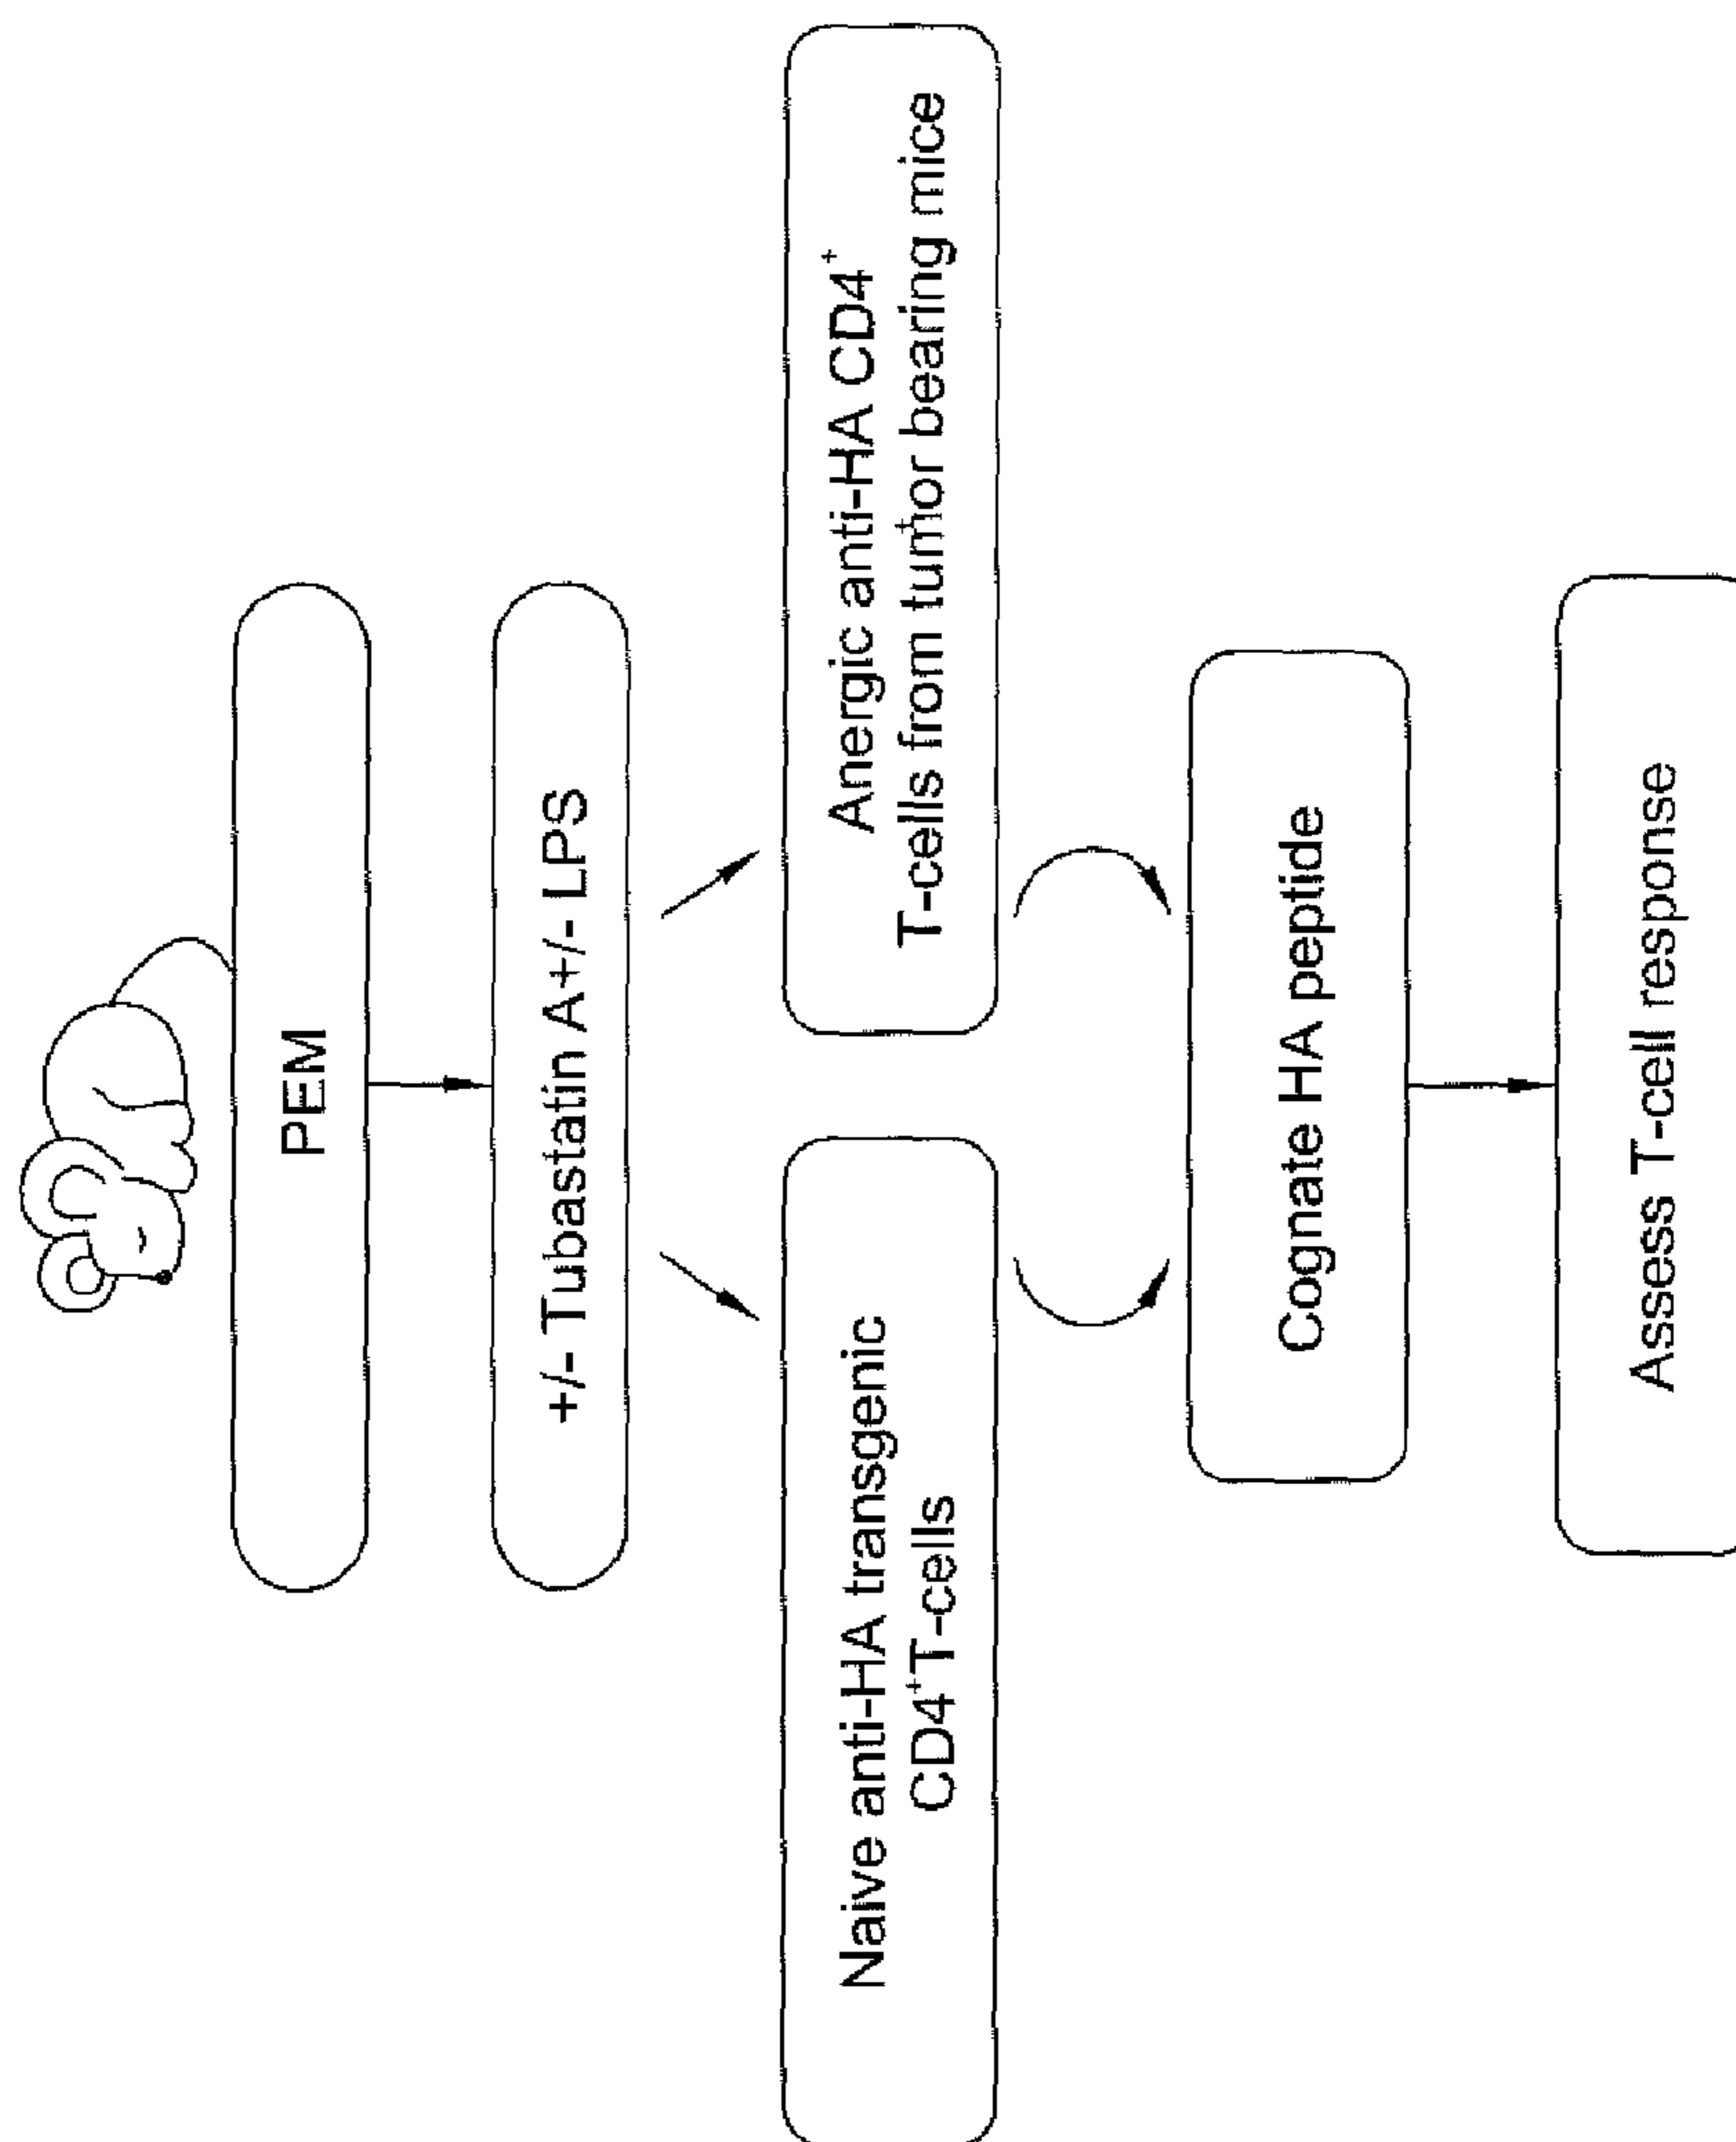 PEM
+/- Tubastatin A+/- LPS
Naive anti-HA transgenic
CD4⁺T-cells
Anergic anti-HA CD4⁺
T-cells from tumor bearing mice
Cognate HA peptide
Assess T-cell response